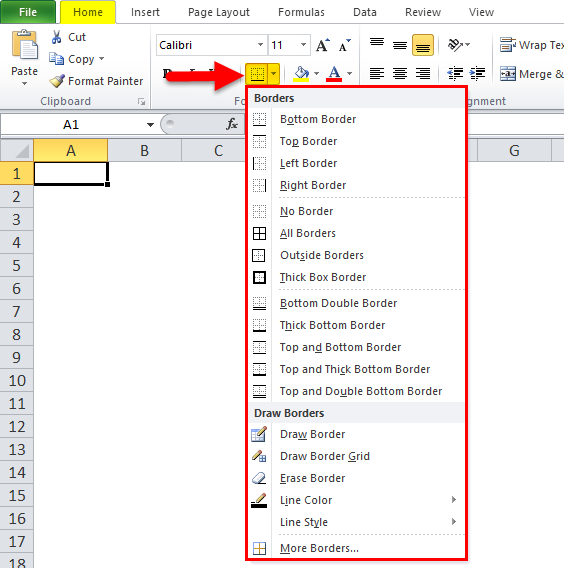 File Home Insert Page Layout Formulas Data Review View
Cut
Copy
Format Painter
Paste
Clipboard
Calibri 11 A A
A
Wrap Tex
Merge &
gnment
A1 fx
A B C G
1
2
3
4
5
6
7
8
9
10
11
12
13
14
15
16
17
18
Borders
Bottom Border
Top Border
Left Border
Right Border
No Border
All Borders
Outside Borders
Thick Box Border
Bottom Double Border
Thick Bottom Border
Top and Bottom Border
Top and Thick Bottom Border
Top and Double Bottom Border
Draw Borders
Draw Border
Draw Border Grid
Erase Border
Line Color
Line Style
More Borders...